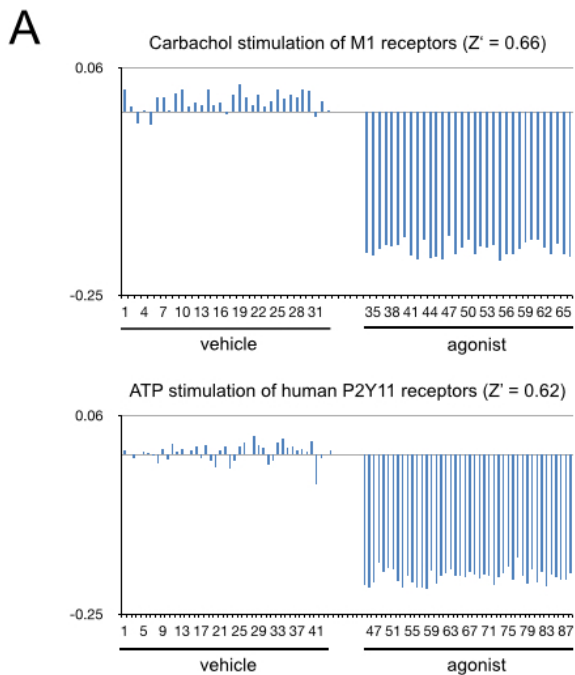 A
Carbachol stimulation of M1 receptors (Z‘ = 0.66)
0.06
-0.25
1 4 7 10 13 16 19 22 25 28 31 35 38 41 44 47 50 53 56 59 62 65
vehicle agonist
ATP stimulation of human P2Y11 receptors (Z’ = 0.62)
0.06
-0.25
1 5 9 13 17 21 25 29 33 37 41 47 51 55 59 63 67 71 75 79 83 87
vehicle agonist